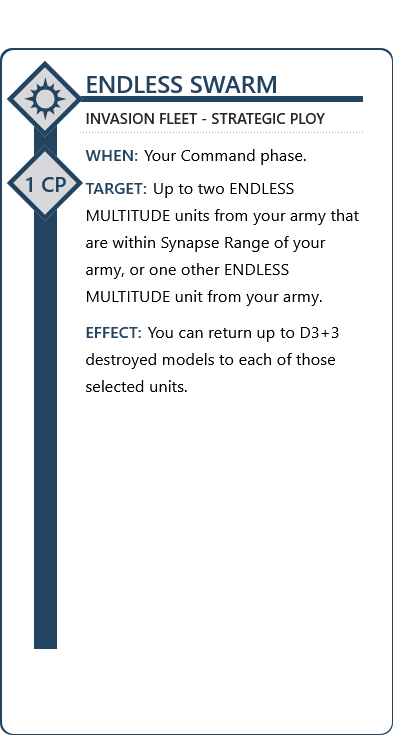 ENDLESS SWARM
INVASION FLEET - STRATEGIC PLOY
WHEN: Your Command phase.
1 CP
TARGET: Up to two ENDLESS
MULTITUDE units from your army that
are within Synapse Range of your
army, or one other ENDLESS
MULTITUDE unit from your army.
EFFECT: You can return up to D3+3
destroyed models to each of those
selected units.